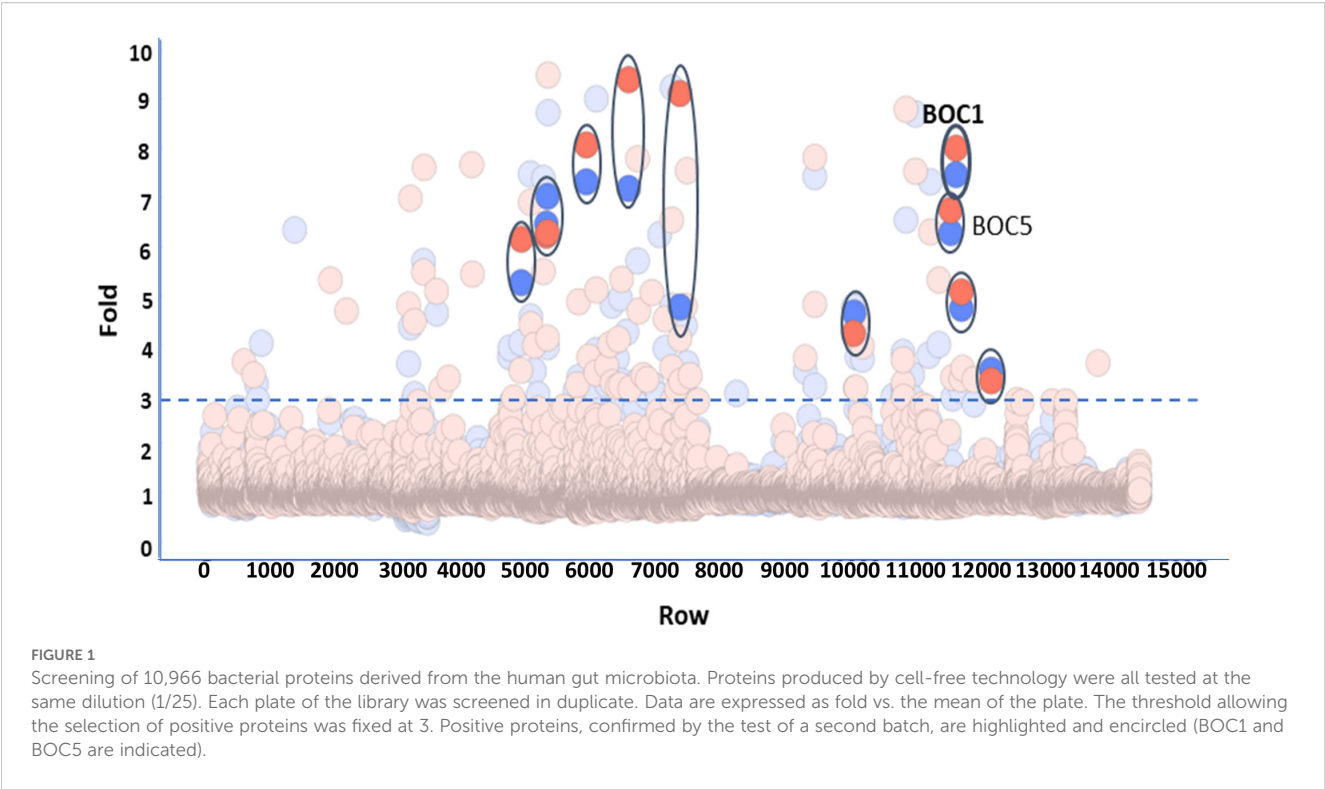 10
9
BOC1
8
7
BOC5
6
5
4
3
2
1
0
Fold
0 1000 2000 3000 4000 5000 6000 7000 8000 9000 10000 11000 12000 13000 14000 15000
Row
FIGURE 1
Screening of 10,966 bacterial proteins derived from the human gut microbiota. Proteins produced by cell-free technology were all tested at the
same dilution (1/25). Each plate of the library was screened in duplicate. Data are expressed as fold vs. the mean of the plate. The threshold allowing
the selection of positive proteins was fixed at 3. Positive proteins, confirmed by the test of a second batch, are highlighted and encircled (BOC1 and
BOC5 are indicated).